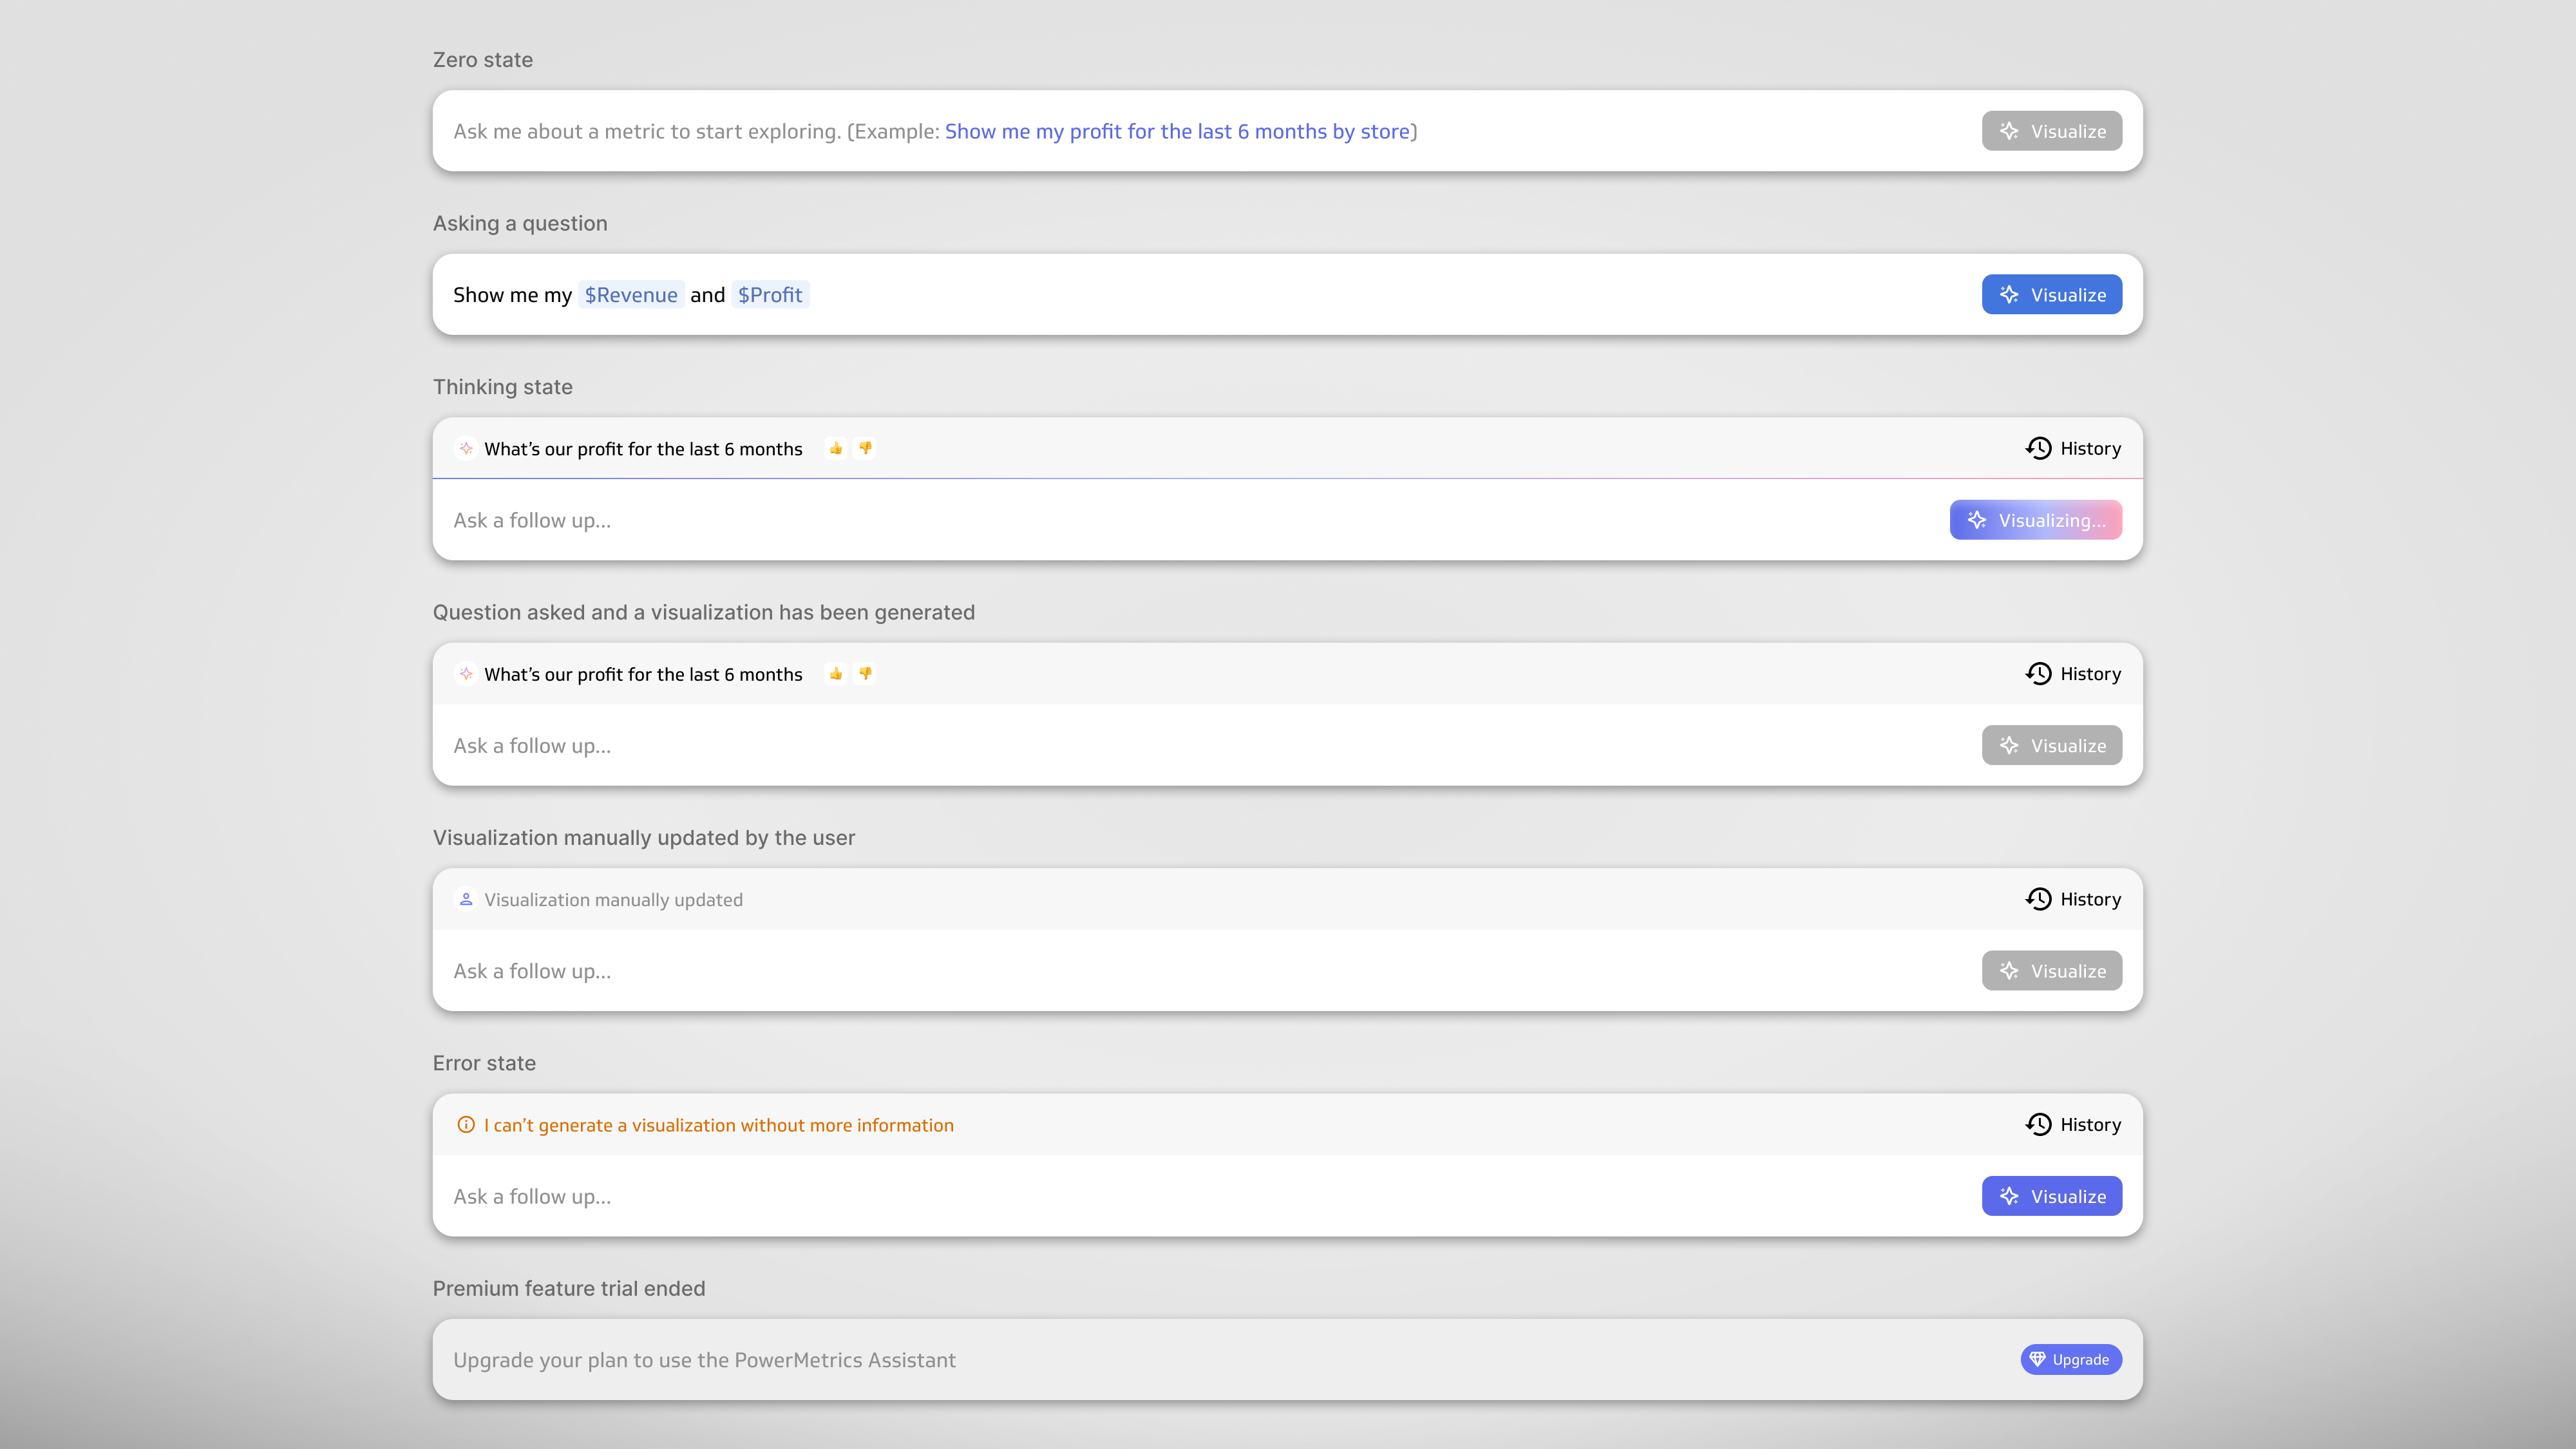 Zero state
Ask me about a metric to start exploring. (Example: Show me my profit for the last 6 months by store)
Visualize
Asking a question
Show me my $Revenue and $Profit
Visualize
Thinking state
What’s our profit for the last 6 months
History
Ask a follow up...
Visualizing...
Question asked and a visualization has been generated
What’s our profit for the last 6 months
History
Ask a follow up...
Visualize
Visualization manually updated by the user
Visualization manually updated
History
Ask a follow up...
Visualize
Error state
I can’t generate a visualization without more information
History
Ask a follow up...
Visualize
Premium feature trial ended
Upgrade your plan to use the PowerMetrics Assistant
Upgrade